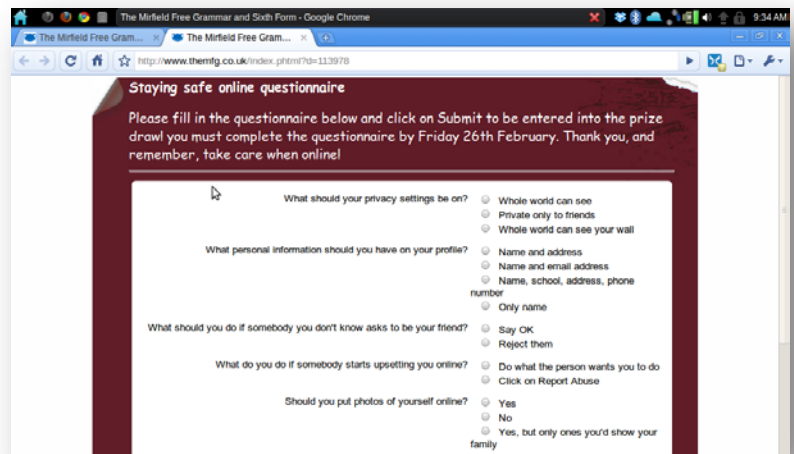 The Mirfield Free Grammar and Sixth Form - Google Chrome
9:34 AM
The Mirfield Free Gram...
The Mirfield Free Gram...
http://www.themfg.co.uk/index.phtml?d=113978
Staying safe online questionnaire
Please fill in the questionnaire below and click on Submit to be entered into the prize
draw! you must complete the questionnaire by Friday 26th February. Thank you, and
remember, take care when online!
What should your privacy settings be on?
Whole world can see
Private only to friends
Whole world can see your wall
What personal information should you have on your profile?
Name and address
Name and email address
Name, school, address, phone
number
Only name
What should you do if somebody you don't know asks to be your friend?
Say OK
Reject them
What do you do if somebody starts upsetting you online?
Do what the person wants you to do
Click on Report Abuse
Should you put photos of yourself online?
Yes
No
Yes, but only ones you'd show your
family